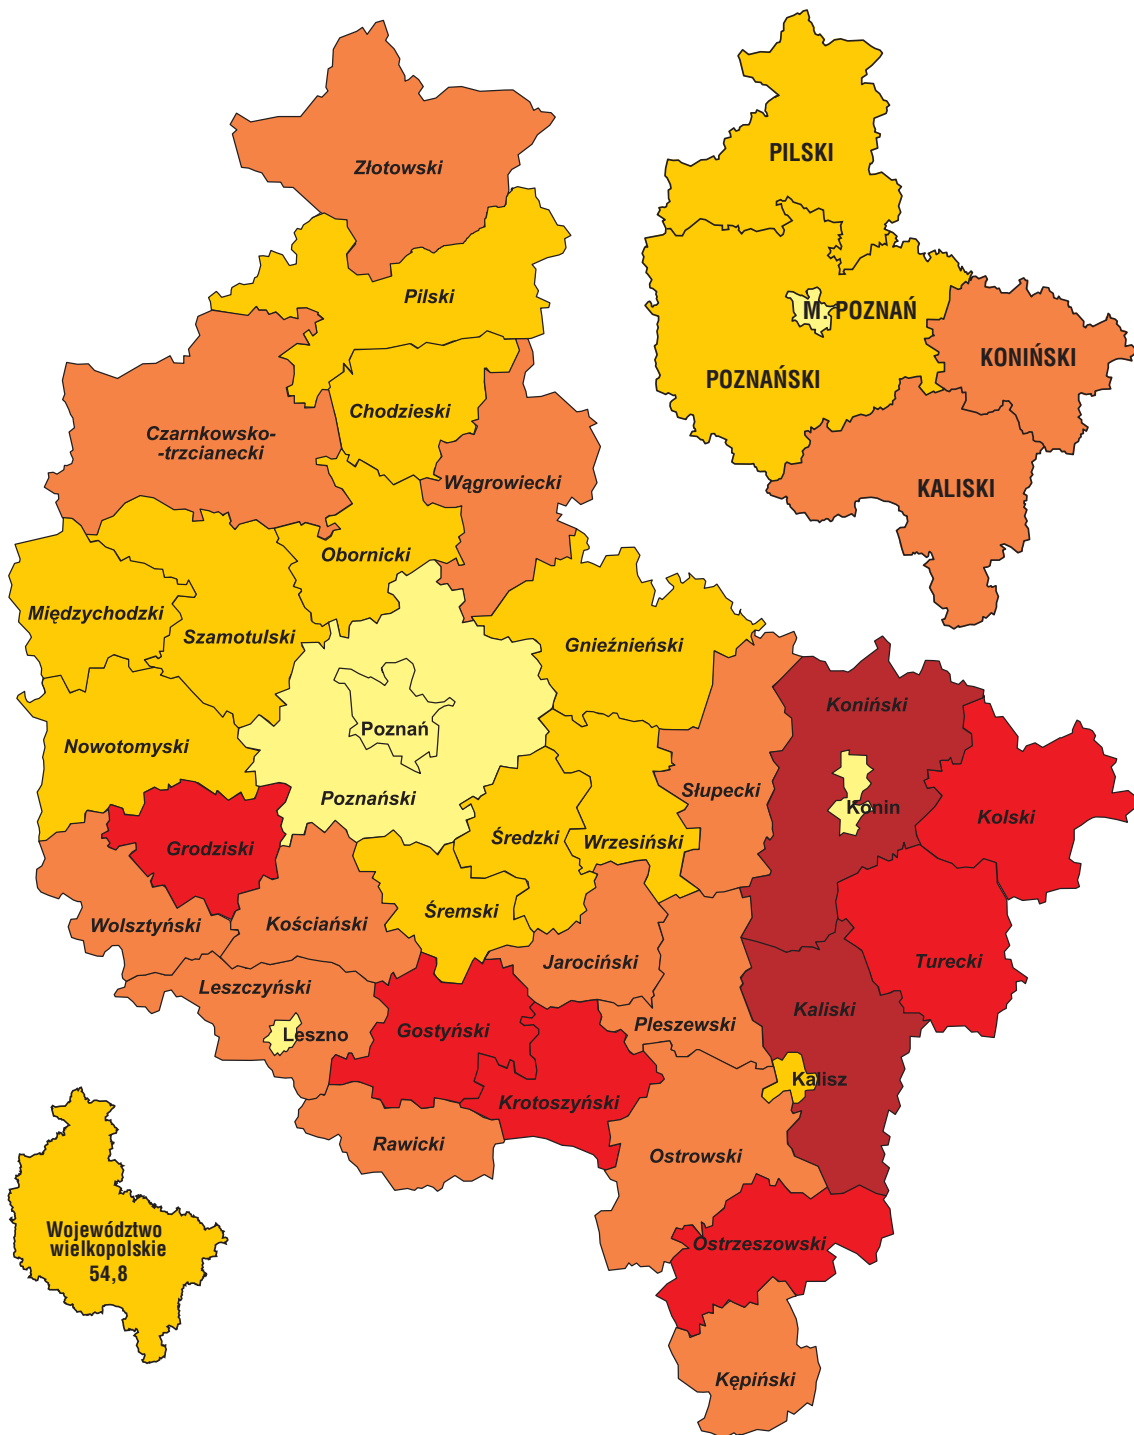 Złotowski
PILSKI
Pilski
M. POZNAŃ
KONIŃSKI
POZNAŃSKI
Chodzieski
Czarnkowsko-
-trzcianecki
Wągrowiecki
KALISKI
Obornicki
Międzychodzki
Szamotulski
Gnieźnieński
Koniński
Poznań
Nowotomyski
Słupecki
Poznański
Konin
Kolski
Średzki
Wrzesiński
Grodziski
Śremski
Kościański
Wolsztyński
Jarociński
Turecki
Leszczyński
Kaliski
Pleszewski
Gostyński
Leszno
Kalisz
Krotoszyński
Rawicki
Ostrowski
Województwo
wielkopolskie
54,8
Ostrzeszowski
Kępiński